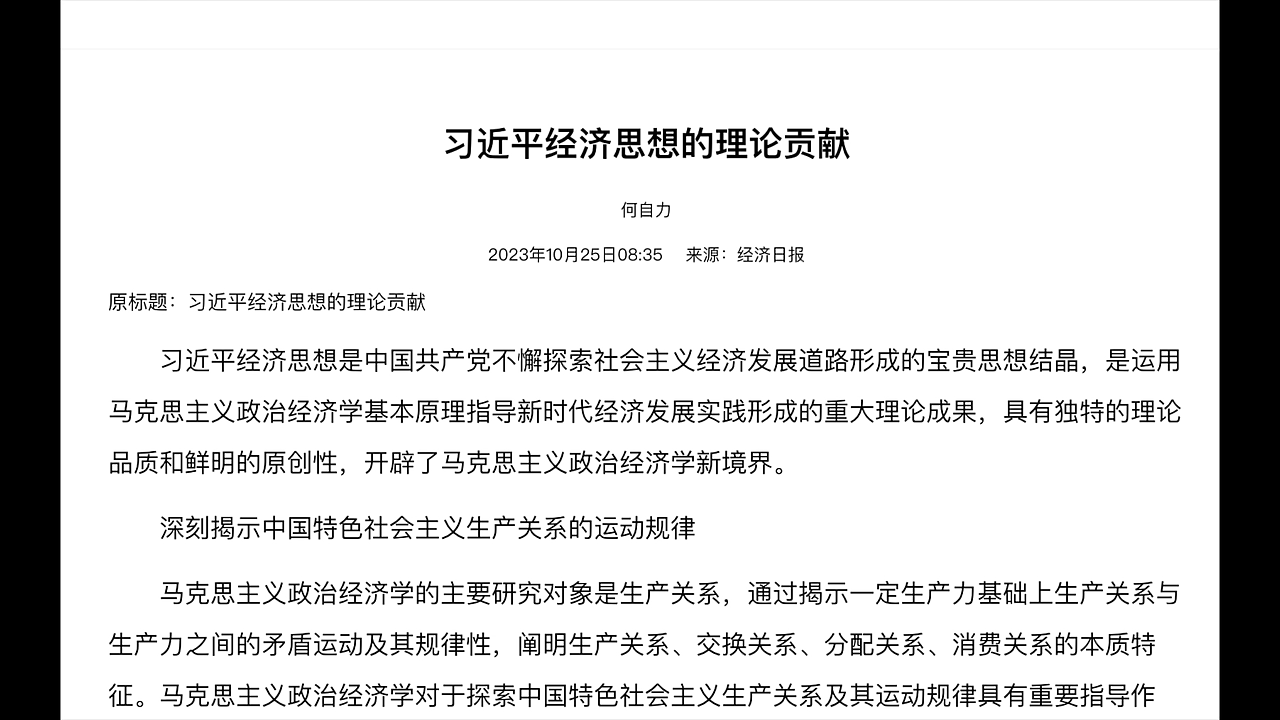 习近平经济思想的理论贡献
何自力
2023年10月25日08:35 来源：经济日报
原标题：习近平经济思想的理论贡献
习近平经济思想是中国共产党不懈探索社会主义经济发展道路形成的宝贵思想结晶，是运用
马克思主义政治经济学基本原理指导新时代经济发展实践形成的重大理论成果，具有独特的理论
品质和鲜明的原创性，开辟了马克思主义政治经济学新境界。
深刻揭示中国特色社会主义生产关系的运动规律
马克思主义政治经济学的主要研究对象是生产关系，通过揭示一定生产力基础上生产关系与
生产力之间的矛盾运动及其规律性，阐明生产关系、交换关系、分配关系、消费关系的本质特
征。马克思主义政治经济学对于探索中国特色社会主义生产关系及其运动规律具有重要指导作